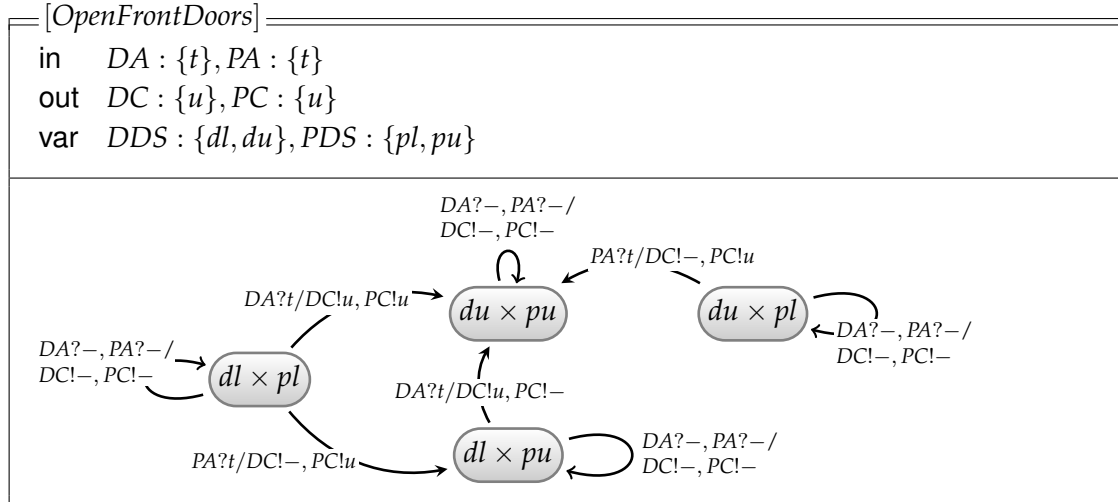 [OpenFrontDoors]
in DA : {t}, PA : {t}
out DC : {u}, PC : {u}
var DDS : {dl, du}, PDS : {pl, pu}
DA?−, PA?−/
DC!−, PC!−
PA?t/DC!−, PC!u
DA?t/DC!u, PC!u
du × pu
du × pl
DA?−, PA?−/
DC!−, PC!−
DA?−, PA?−/
DC!−, PC!−
dl × pl
DA?t/DC!u, PC!−
PA?t/DC!−, PC!u
dl × pu
DA?−, PA?−/
DC!−, PC!−